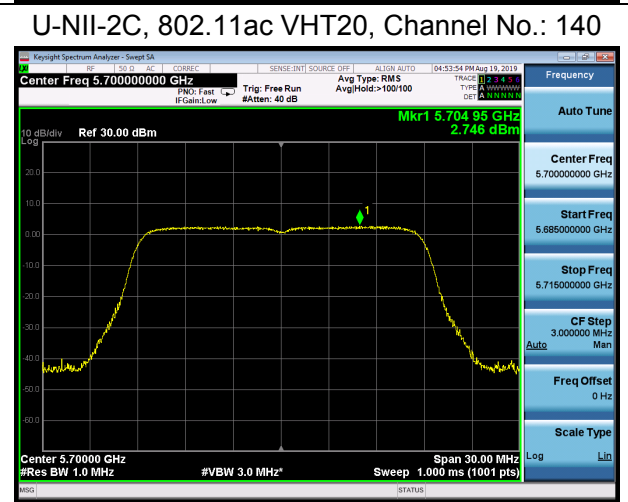 U-NII-2C, 802.11ac VHT20, Channel No.: 140
Keysight Spectrum Analyzer - Swept SA
RF 50 Ω AC CORREC SENSE:INT SOURCE OFF ALIGN AUTO 04:53:54 PM Aug 19, 2019
Center Freq 5.700000000 GHz
PNO: Fast
IFGain:Low
Trig: Free Run
#Atten: 40 dB
Avg Type: RMS
Avg|Hold:>100/100
TRACE 1 2 3 4 5 6
TYPE A WWWWW
DET A N N N N N
Mkr1 5.704 95 GHz
2.746 dBm
10 dB/div Ref 30.00 dBm
Log
20.0
10.0
0.00
-10.0
-20.0
-30.0
-40.0
-50.0
-60.0
1
Center 5.70000 GHz
Span 30.00 MHz
#Res BW 1.0 MHz
#VBW 3.0 MHz*
Sweep 1.000 ms (1001 pts)
MSG
STATUS
Frequency
Auto Tune
Center Freq
5.700000000 GHz
Start Freq
5.685000000 GHz
Stop Freq
5.715000000 GHz
CF Step
3.000000 MHz
Auto Man
Freq Offset
0 Hz
Scale Type
Log Lin